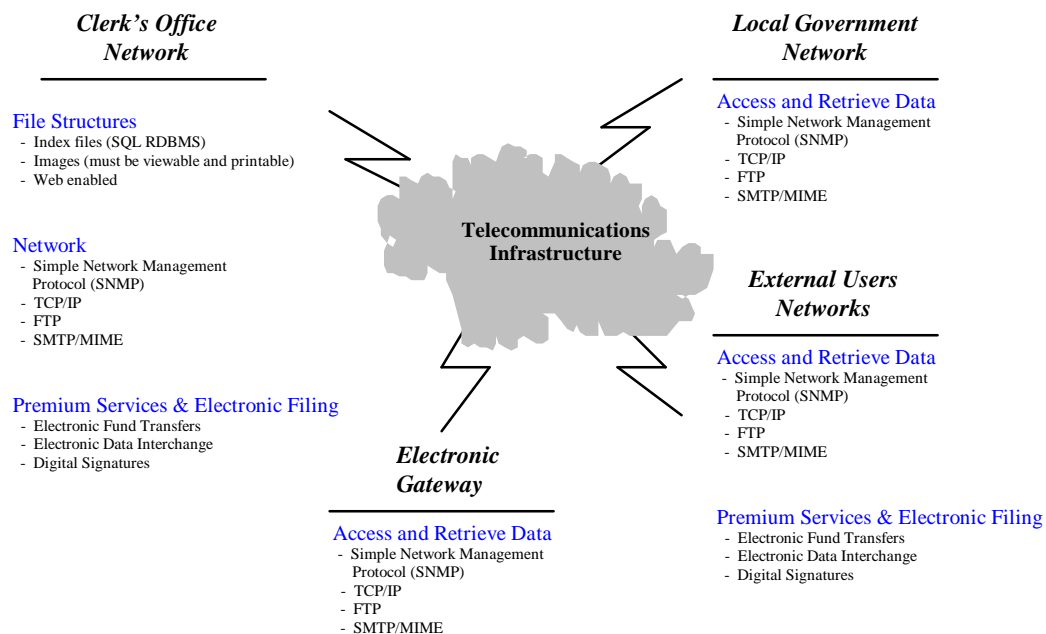 Clerk's Office
Network
File Structures
- Index files (SQL RDBMS)
- Images (must be viewable and printable)
- Web enabled
Network
- Simple Network Management
Protocol (SNMP)
- TCP/IP
- FTP
- SMTP/MIME
Premium Services & Electronic Filing
- Electronic Fund Transfers
- Electronic Data Interchange
- Digital Signatures
Telecommunications
Infrastructure
Electronic
Gateway
Access and Retrieve Data
- Simple Network Management
Protocol (SNMP)
- TCP/IP
- FTP
- SMTP/MIME
Local Government
Network
Access and Retrieve Data
- Simple Network Management
Protocol (SNMP)
- TCP/IP
- FTP
- SMTP/MIME
External Users
Networks
Access and Retrieve Data
- Simple Network Management
Protocol (SNMP)
- TCP/IP
- FTP
- SMTP/MIME
Premium Services & Electronic Filing
- Electronic Fund Transfers
- Electronic Data Interchange
- Digital Signatures